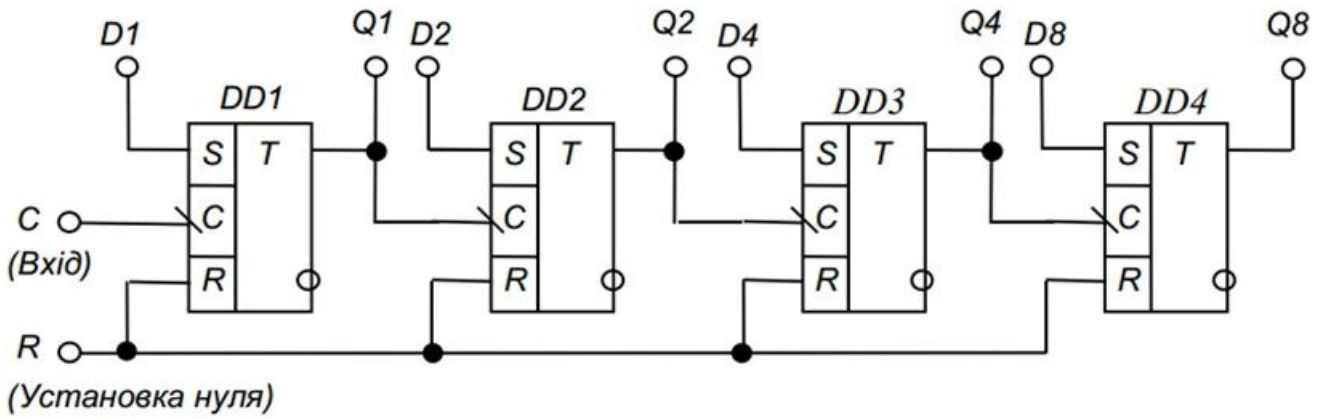 D1 Q1 D2 Q2 D4 Q4 D8 Q8
DD1 DD2 DD3 DD4
S T S T S T S T
C C C C C
(Вхід)
R R R R
R
(Установка нуля)